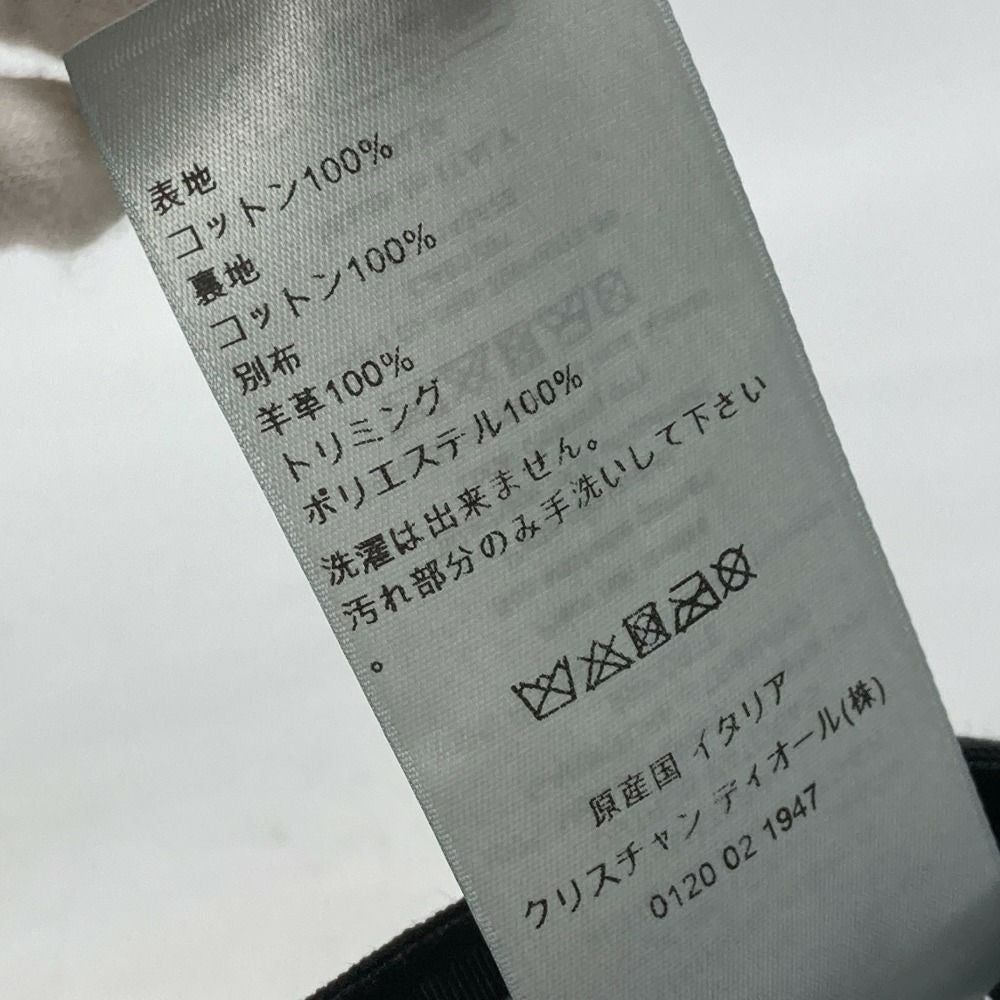 表地
コットン100%
裏地
コットン100%
別布
羊革100%
トリミング
ポリエステル100%
洗濯は出来ません。
汚れ部分のみ手洗いして下さい
。
原産国 イタリア
クリスチャン ディオール(株)
0120 02 1947